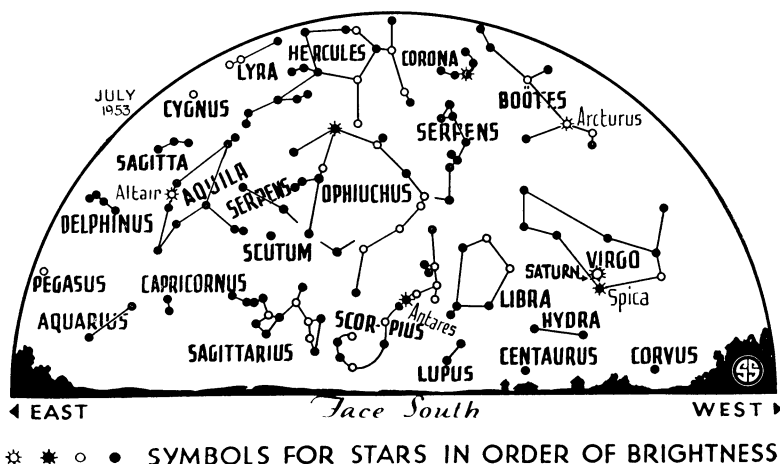 HERCULES
CORONA
LYRA
BOÖTES
JULY
1953
CYGNUS
Arcturus
SERPENS
SAGITTA
Altair
AQUILA
SERPENS
OPHIUCHUS
DELPHINUS
SCUTUM
VIRGO
SATURN
PEGASUS
CAPRICORNUS
Spica
LIBRA
AQUARIUS
SCOR-PIUS
Antares
HYDRA
SAGITTARIUS
LUPUS
CENTAURUS
CORVUS
SS
EAST
Face South
WEST
SYMBOLS FOR STARS IN ORDER OF BRIGHTNESS